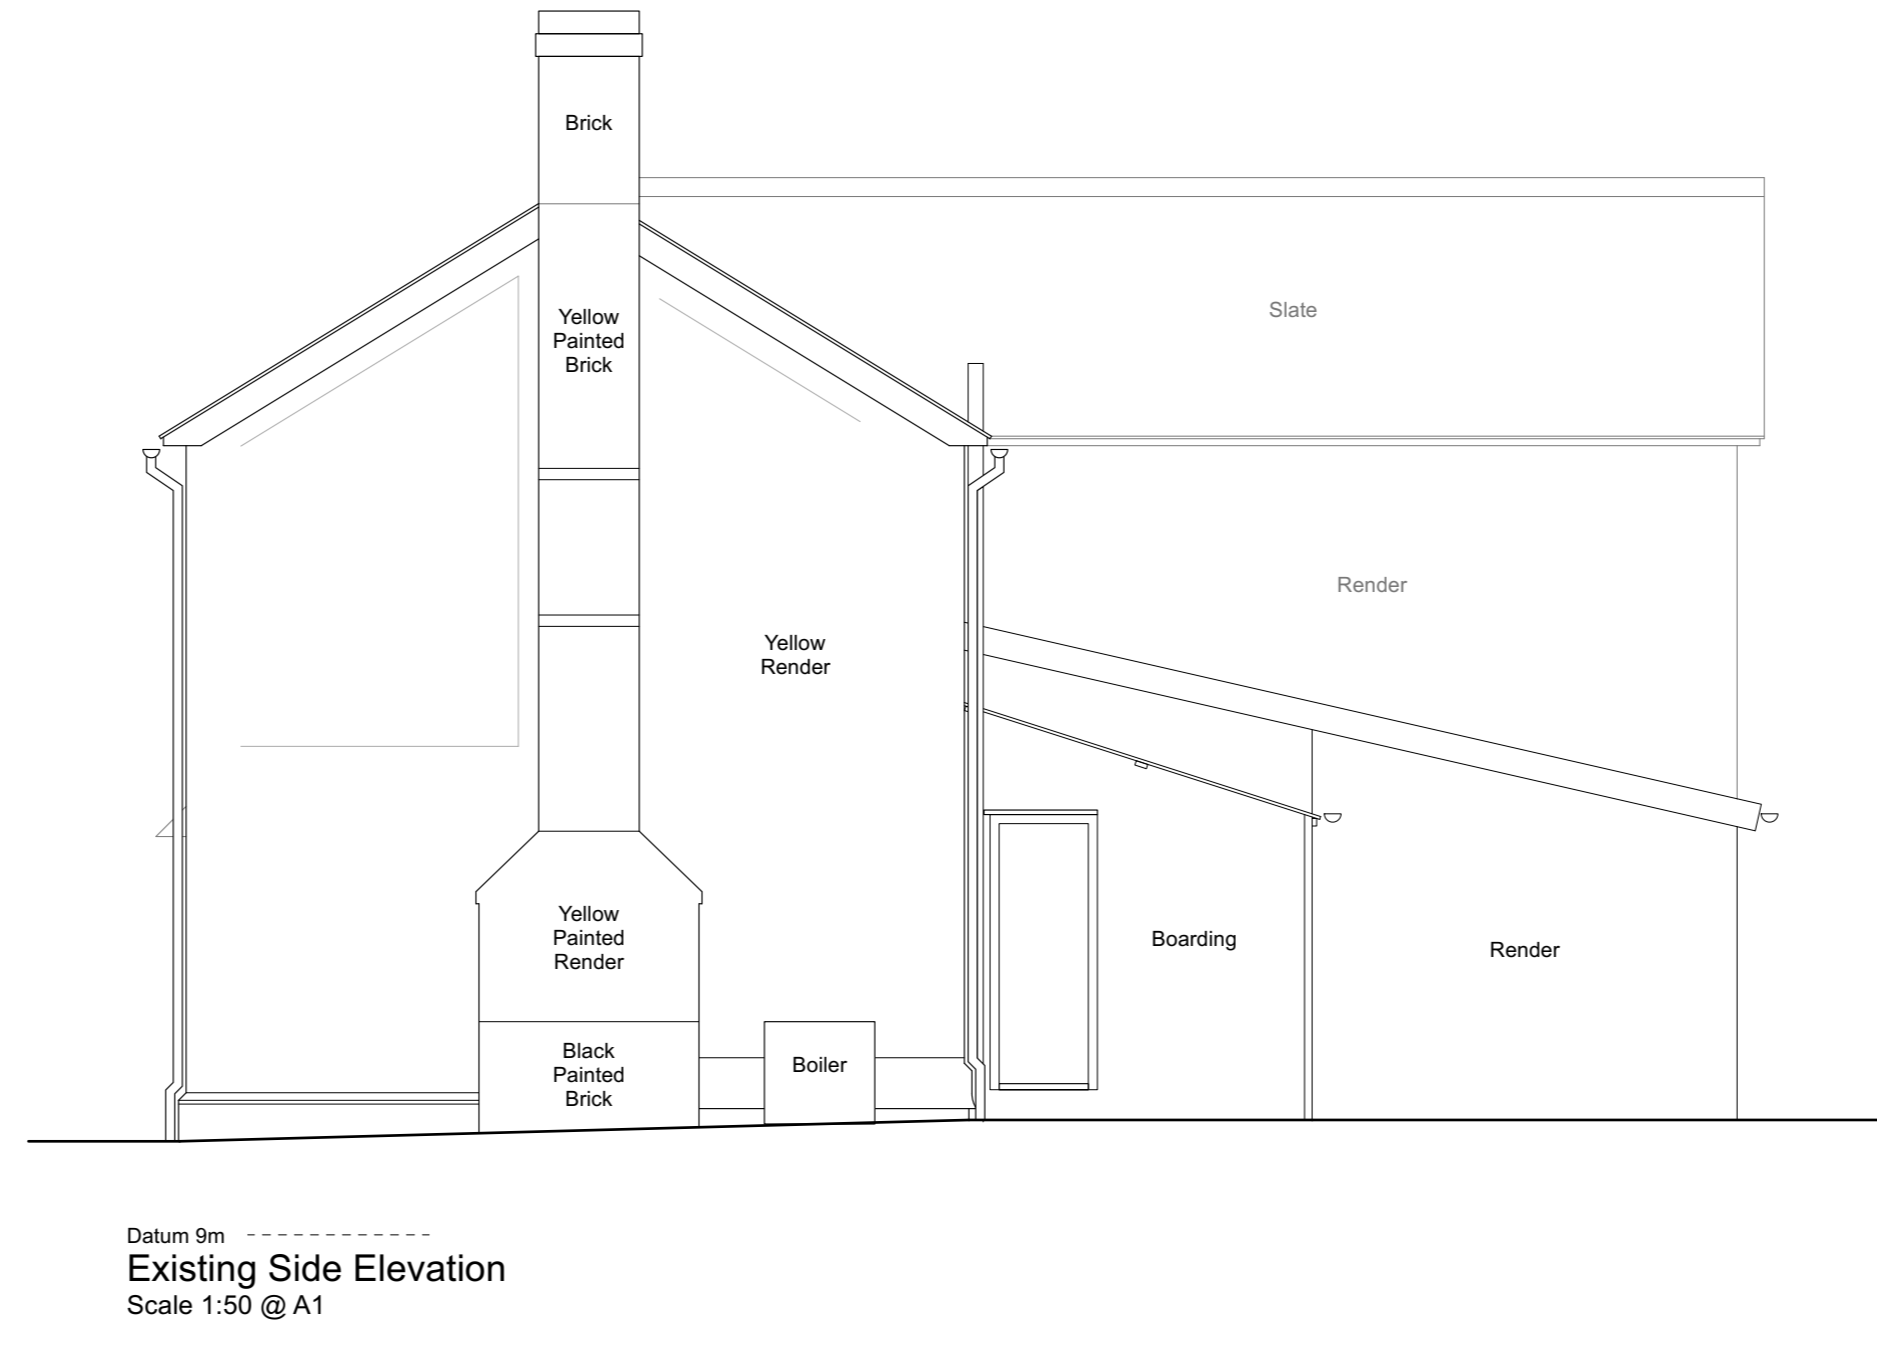 Brick
Yellow
Painted
Brick
Slate
Render
Yellow
Render
Yellow
Painted
Render
Boarding
Render
Black
Painted
Brick
Boiler
Datum 9m
Existing Side Elevation
Scale 1:50 @ A1